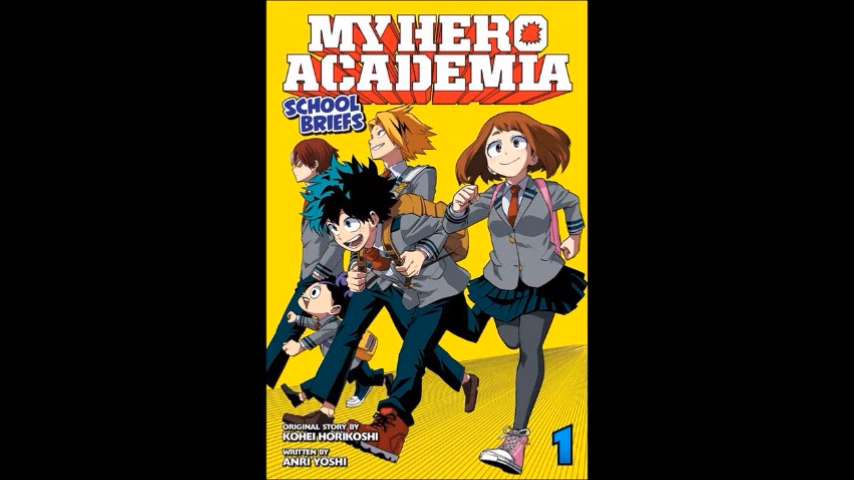 MY HERO
ACADEMIA
SCHOOL
BRIEFS
ORIGINAL STORY BY
KOHEI HORIKOSHI
WRITTEN BY
ANRI YOSHI
1